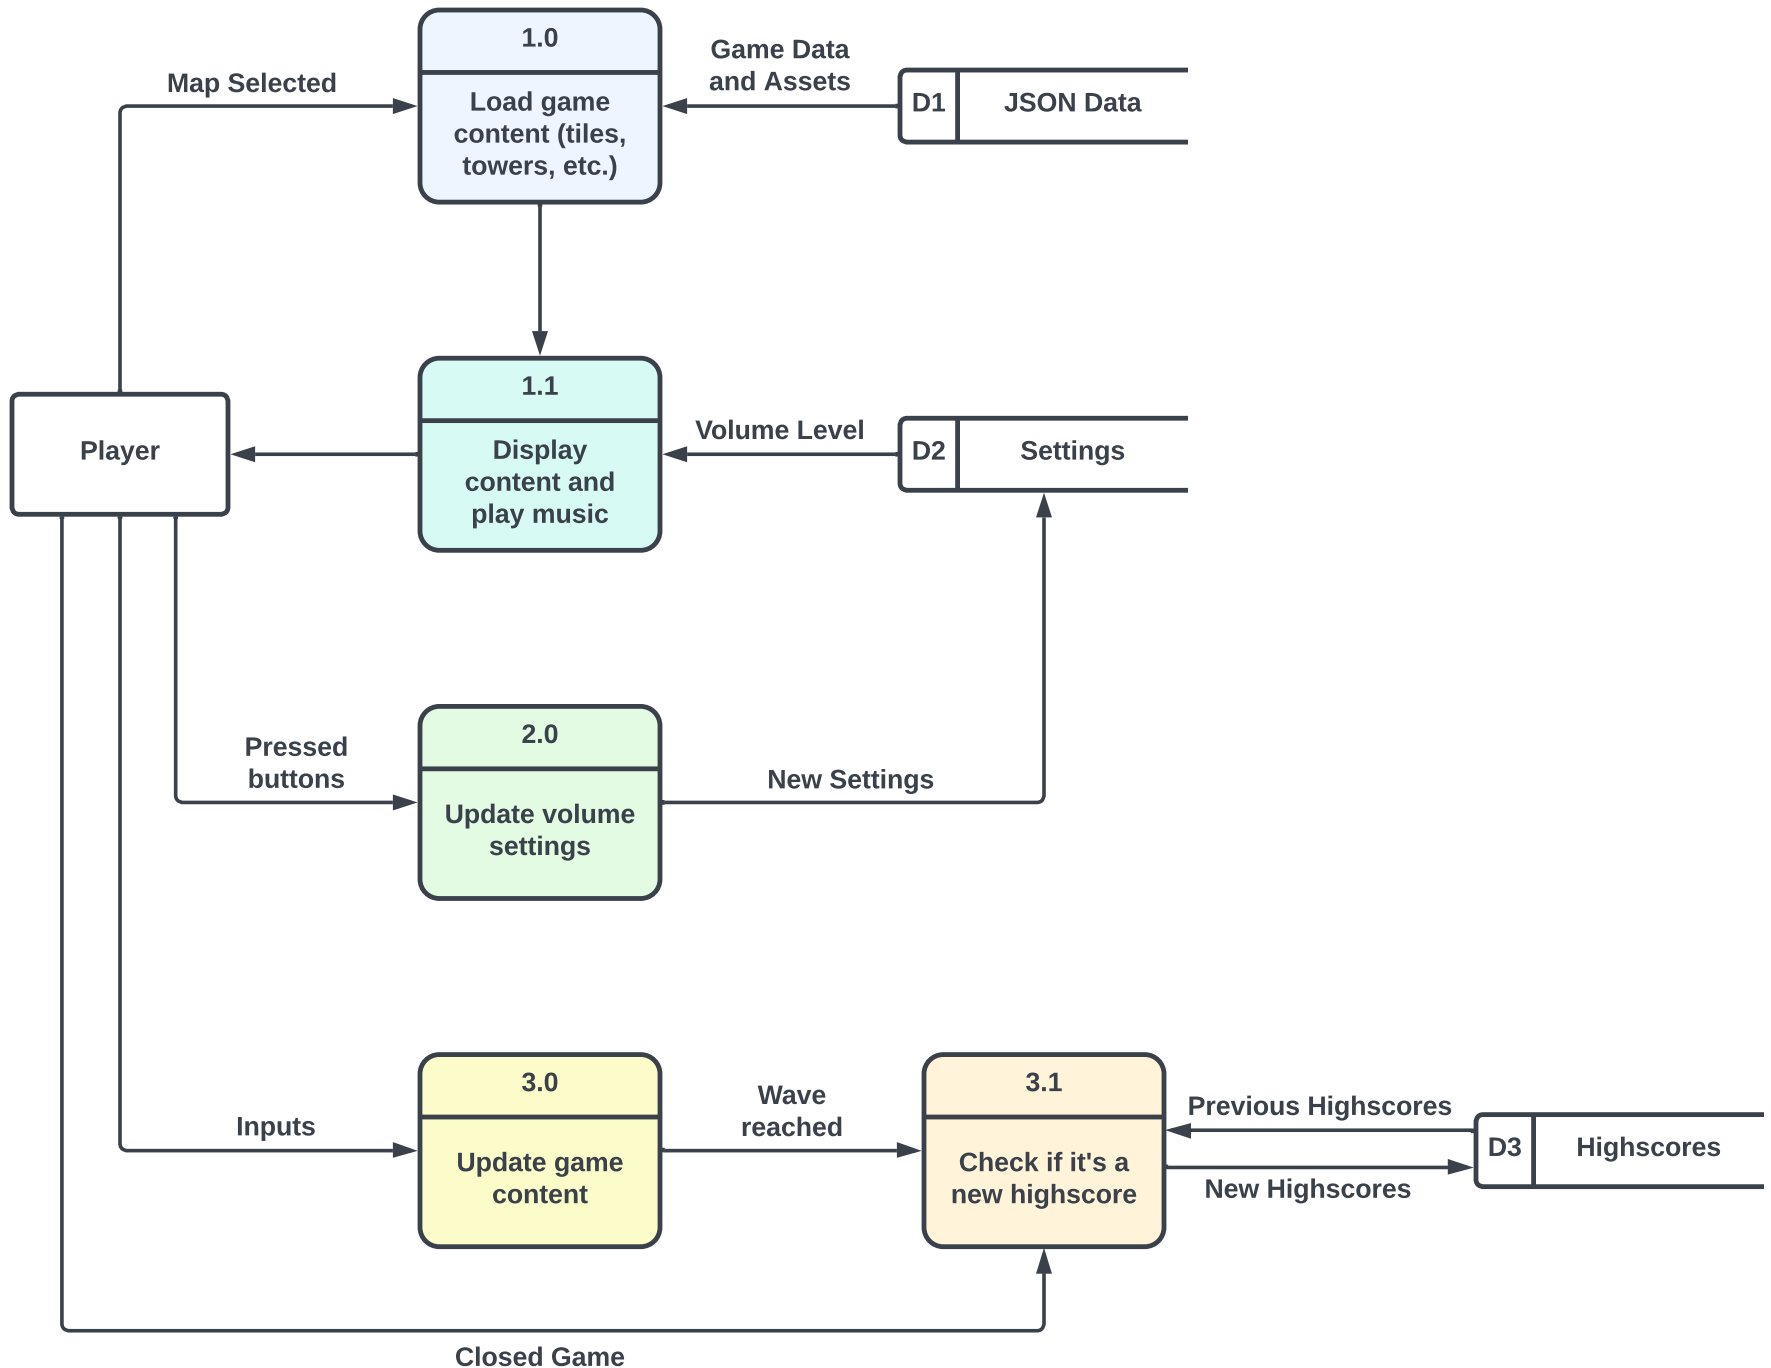 1.0
Load game
content (tiles,
towers, etc.)
Map Selected
Game Data
and Assets
D1
JSON Data
Player
1.1
Display
content and
play music
Volume Level
D2
Settings
Pressed
buttons
2.0
Update volume
settings
New Settings
Inputs
3.0
Update game
content
Wave
reached
3.1
Check if it's a
new highscore
Previous Highscores
New Highscores
D3
Highscores
Closed Game